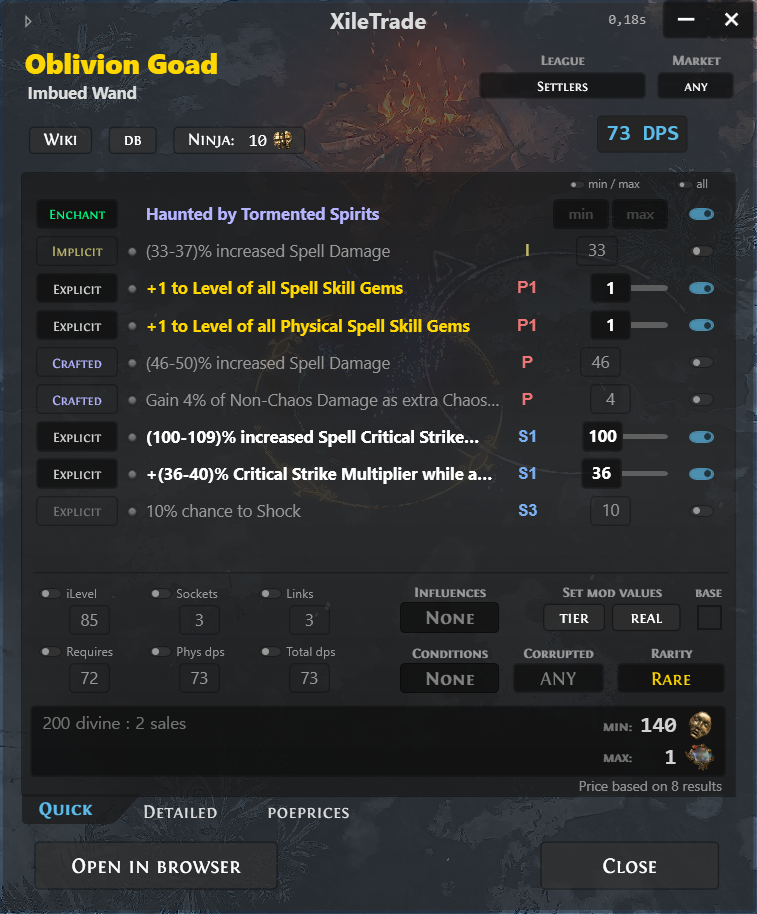 XileTrade
0,18s
Oblivion Goad
Imbued Wand
League
Settlers
Market
any
Wiki
DB
Ninja: 10
73 DPS
min / max
all
Enchant Haunted by Tormented Spirits min max
Implicit (33-37)% increased Spell Damage I 33
Explicit +1 to Level of all Spell Skill Gems P1 1
Explicit +1 to Level of all Physical Spell Skill Gems P1 1
Crafted (46-50)% increased Spell Damage P 46
Crafted Gain 4% of Non-Chaos Damage as extra Chaos... P 4
Explicit (100-109)% increased Spell Critical Strike... S1 100
Explicit +(36-40)% Critical Strike Multiplier while a... S1 36
Explicit 10% chance to Shock S3 10
iLevel Sockets Links
85 3 3
Requires Phys dps Total dps
72 73 73
Influences
None
Set mod values
Tier Real
Base
Conditions
None
Corrupted
ANY
Rarity
Rare
200 divine : 2 sales
Min: 140
Max: 1
Price based on 8 results
Quick Detailed poeprices
Open in browser
Close